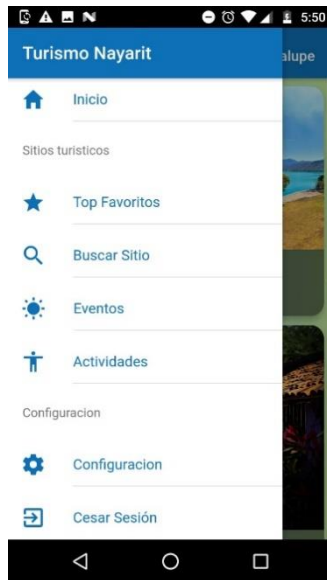 5:50
Turismo Nayarit
alupe
Inicio
Sitios turisticos
Top Favoritos
Buscar Sitio
Eventos
Actividades
Configuracion
Configuracion
Cesar Sesión